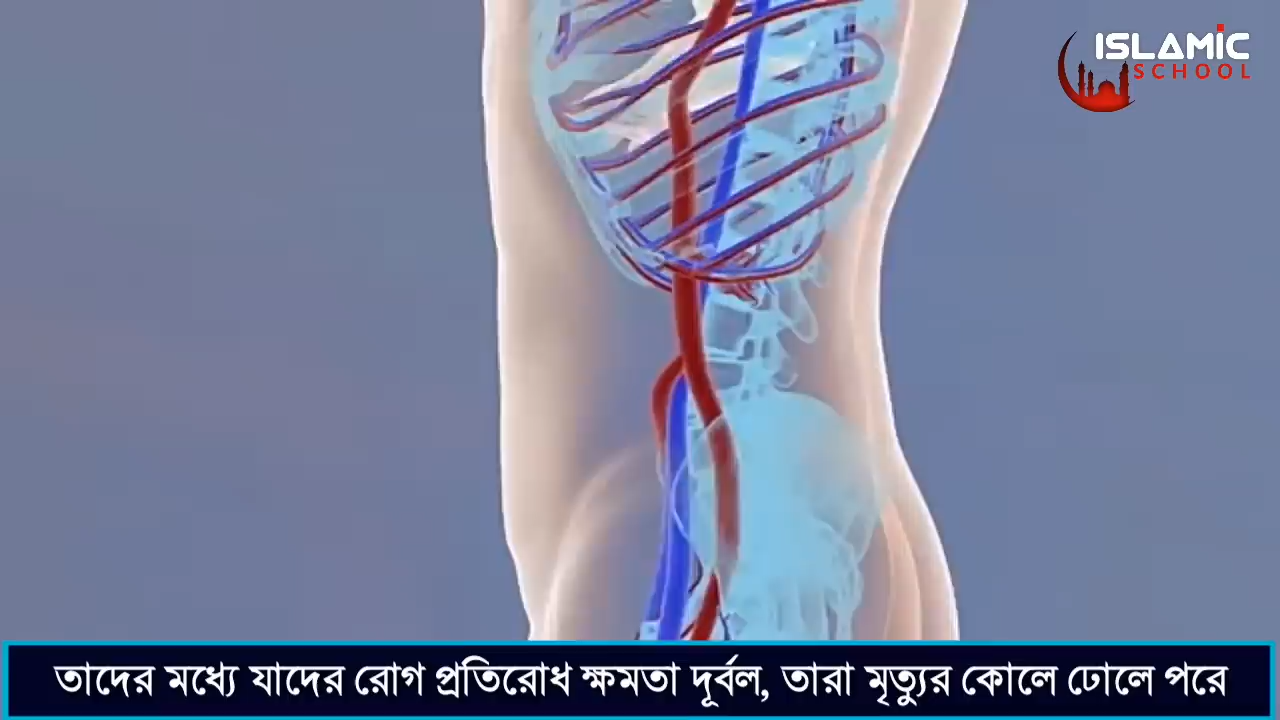 ISLAMIC
SCHOOL
তাদের মধ্যে যাদের রোগ প্রতিরোধ ক্ষমতা দূর্বল, তারা মৃত্যুর কোলে ঢোলে পরে